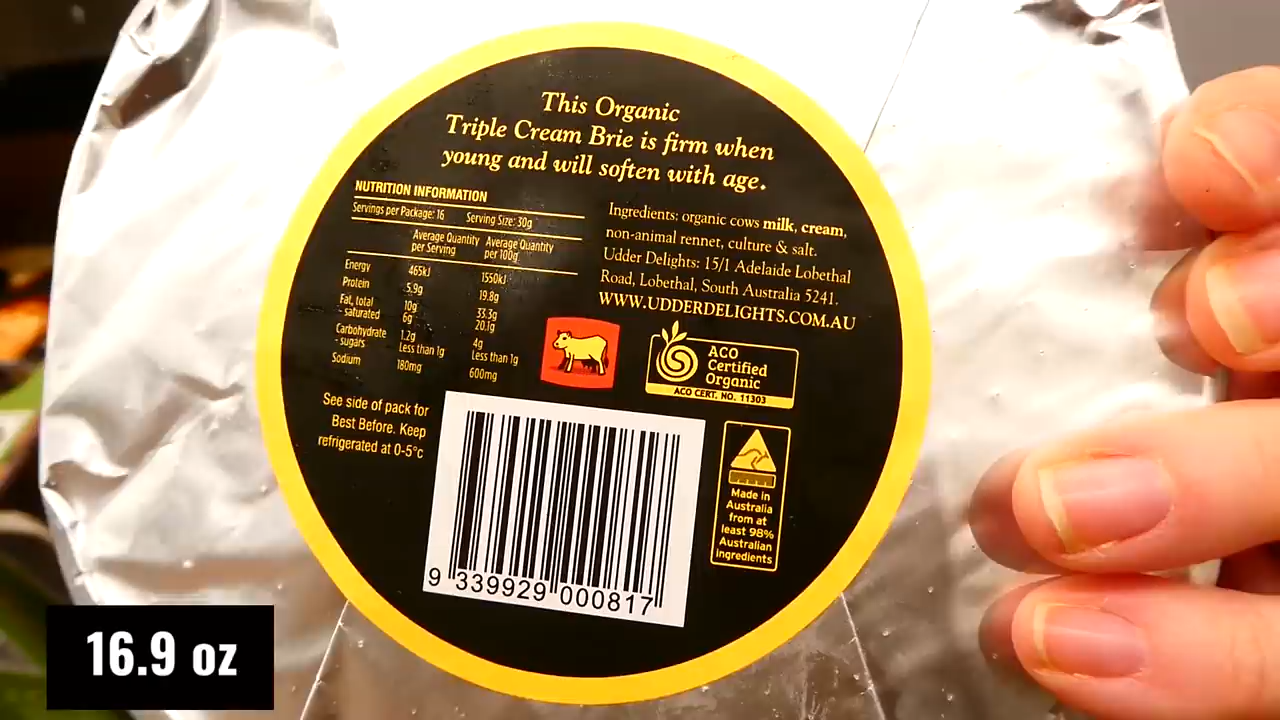 This Organic
Triple Cream Brie is firm when
young and will soften with age.
NUTRITION INFORMATION
Servings per Package: 16 Serving Size: 30g
Average Quantity per Serving Average Quantity per 100g
Energy 465kJ 1550kJ
Protein 5.9g 19.8g
Fat, total 10g 33.3g
- saturated 6g 20.1g
Carbohydrate 1.2g 4g
- sugars Less than 1g Less than 1g
Sodium 180mg 600mg
Ingredients: organic cows milk, cream,
non-animal rennet, culture & salt.
Udder Delights: 15/1 Adelaide Lobethal
Road, Lobethal, South Australia 5241.
WWW.UDDERDELIGHTS.COM.AU
ACO
Certified
Organic
ACO CERT. NO. 11303
See side of pack for
Best Before. Keep
refrigerated at 0-5°c
9 339929 000817
Made in
Australia
from at
least 98%
Australian
ingredients
16.9 oz